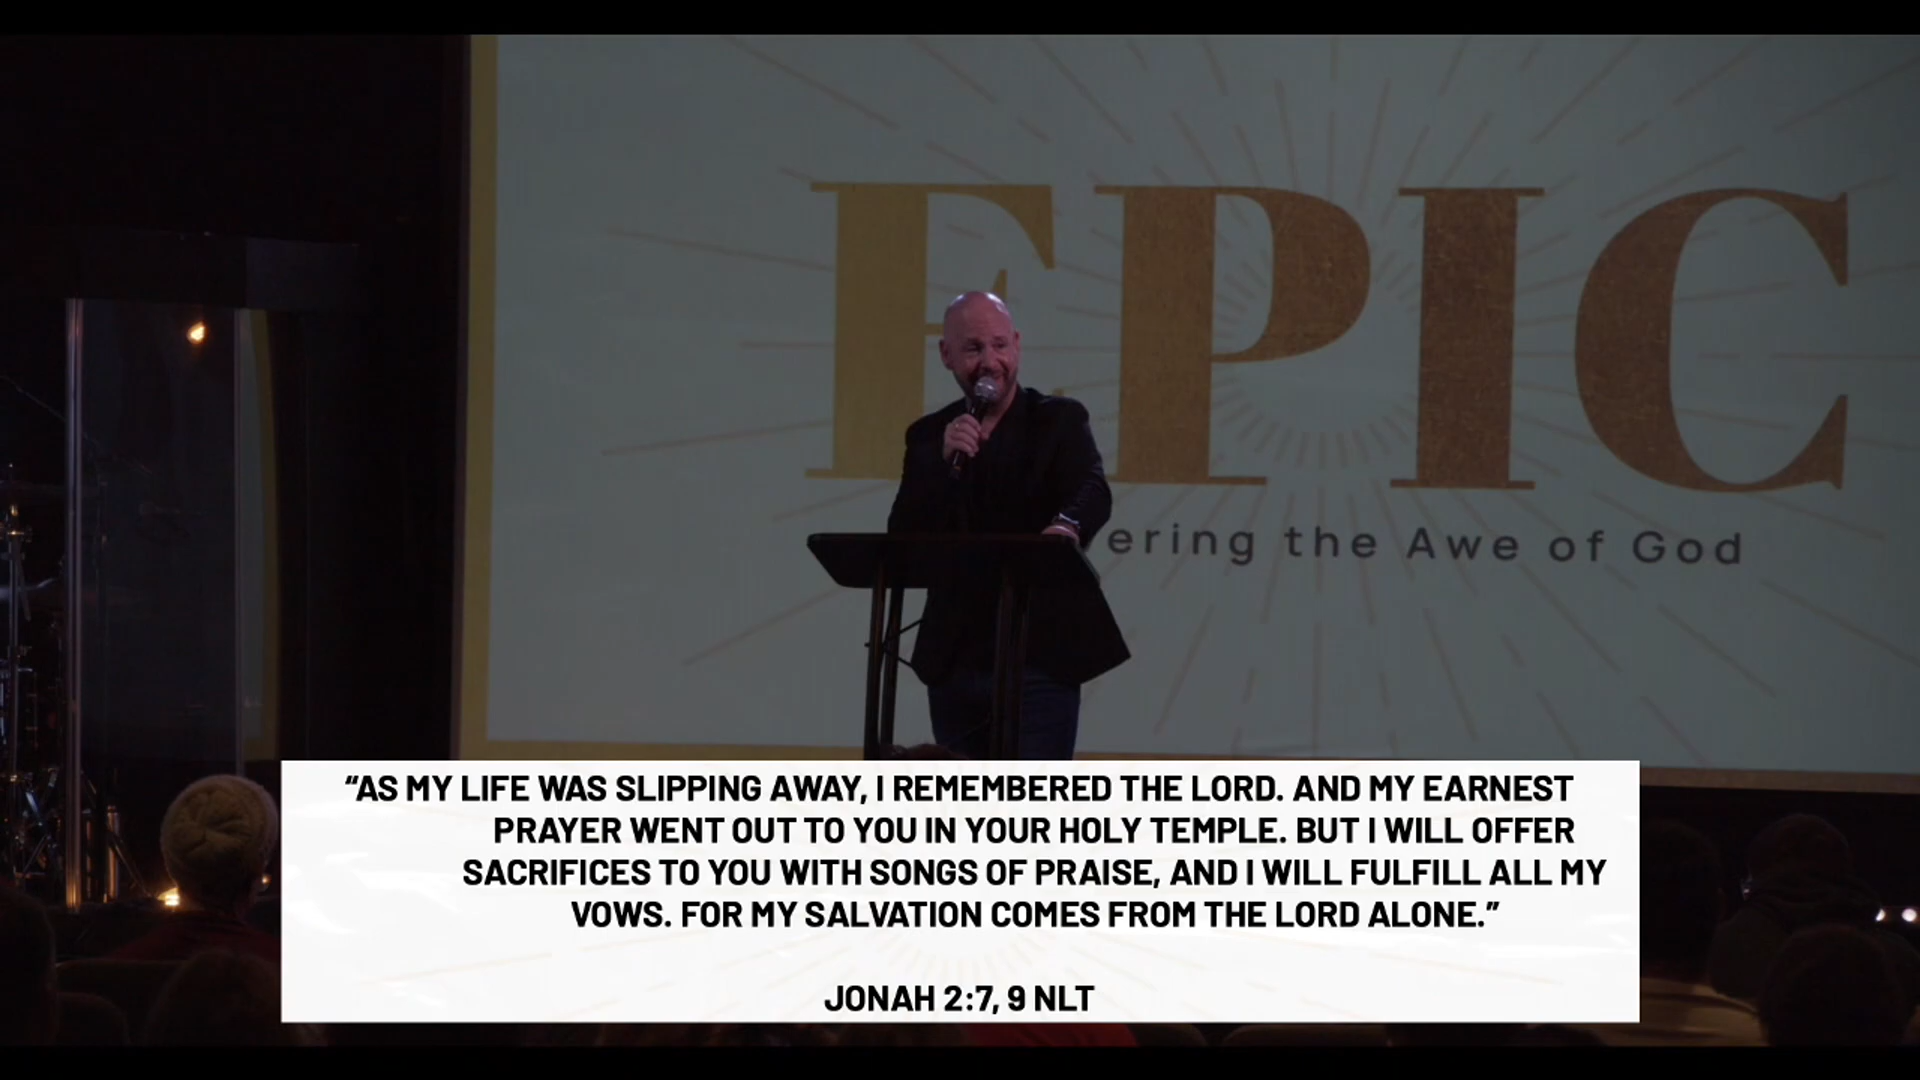 EPIC
ering the Awe of God
“AS MY LIFE WAS SLIPPING AWAY, I REMEMBERED THE LORD. AND MY EARNEST
PRAYER WENT OUT TO YOU IN YOUR HOLY TEMPLE. BUT I WILL OFFER
SACRIFICES TO YOU WITH SONGS OF PRAISE, AND I WILL FULFILL ALL MY
VOWS. FOR MY SALVATION COMES FROM THE LORD ALONE.”
JONAH 2:7, 9 NLT